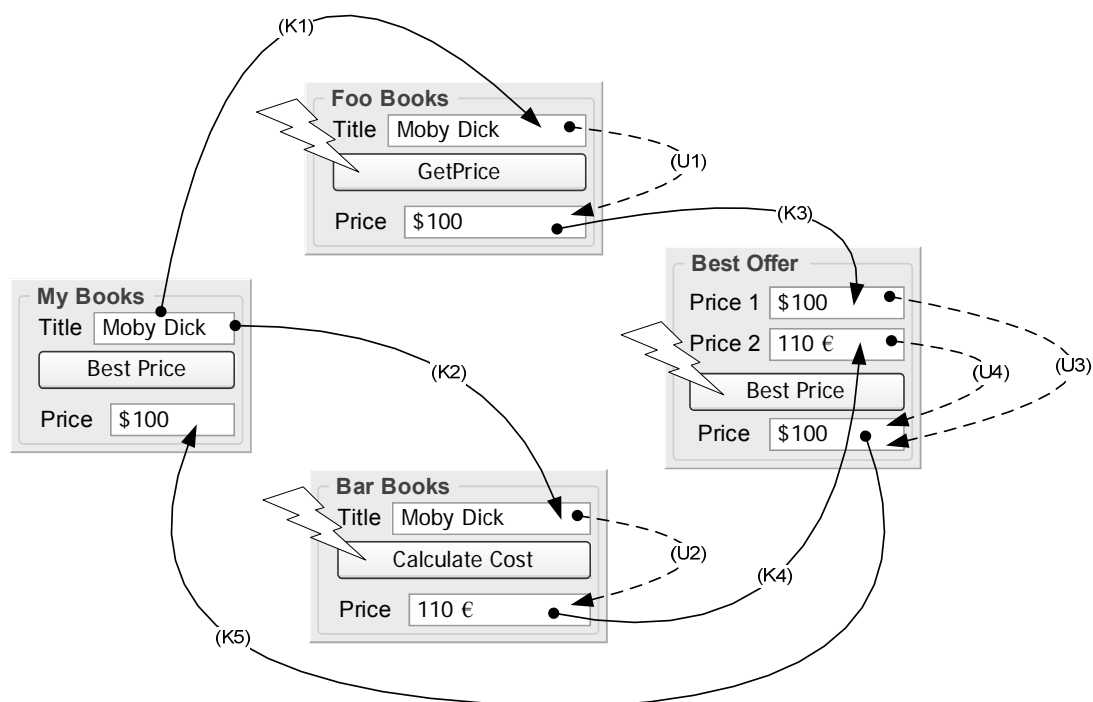 (K1)
Foo Books
Title Moby Dick
GetPrice
Price $100
(U1)
(K3)
Best Offer
Price 1 $100
Price 2 110 €
Best Price
Price $100
(U4)
(U3)
My Books
Title Moby Dick
Best Price
Price $100
(K2)
Bar Books
Title Moby Dick
Calculate Cost
Price 110 €
(U2)
(K4)
(K5)